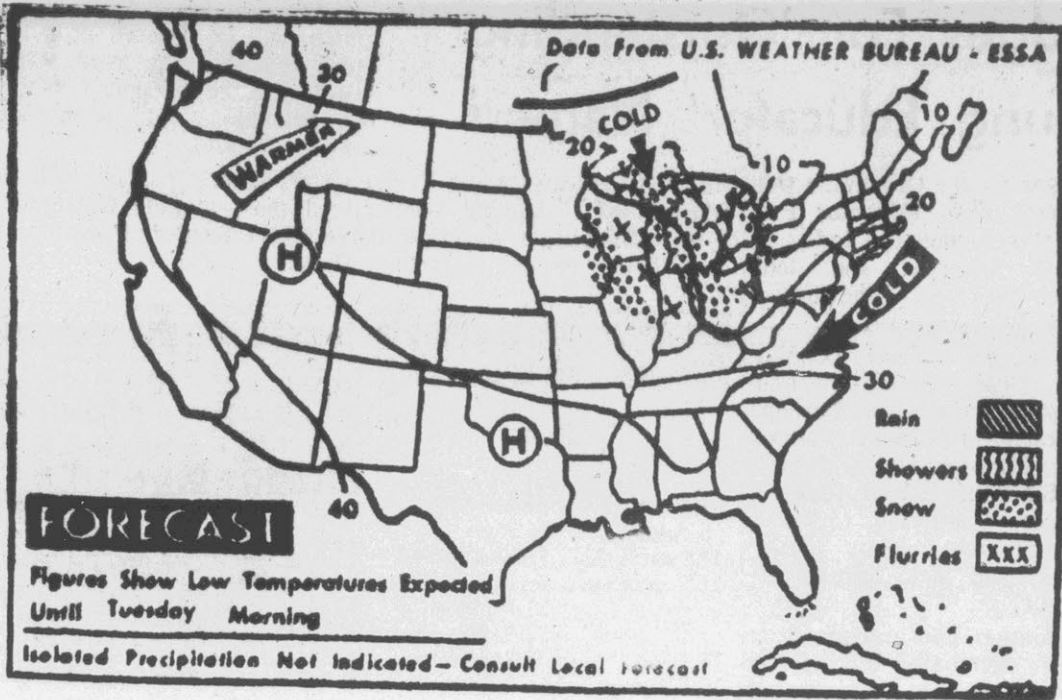 Data From U.S. WEATHER BUREAU - ESSA
40
30
WARMER
COLD
20
10
10
20
COLD
H
H
30
40
Rain
Showers
Snow
Flurries
XXX
FORECAST
Figures Show Low Temperatures Expected
Until Tuesday Morning
Isolated Precipitation Not Indicated — Consult Local Forecast